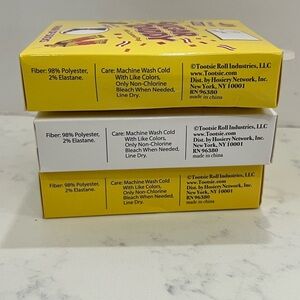 Fiber: 98% Polyester,
2% Elastane.
Care: Machine Wash Cold
With Like Colors,
Only Non-Chlorine
Bleach When Needed,
Line Dry.
©Tootsie Roll Industries, LLC
www.Tootsie.com
Dist. by Hosiery Network, Inc.
New York, NY 10001
RN 96380
made in china
Fiber: 98% Polyester,
2% Elastane.
Care: Machine Wash Cold
With Like Colors,
Only Non-Chlorine
Bleach When Needed,
Line Dry.
©Tootsie Roll Industries, LLC
www.Tootsie.com
Dist. by Hosiery Network, Inc.
New York, NY 10001
RN 96380
made in china
Fiber: 98% Polyester,
2% Elastane.
Care: Machine Wash Cold
With Like Colors,
Only Non-Chlorine
Bleach When Needed,
Line Dry.
©Tootsie Roll Industries, LLC
www.Tootsie.com
Dist. by Hosiery Network, Inc.
New York, NY 10001
RN 96380
made in china